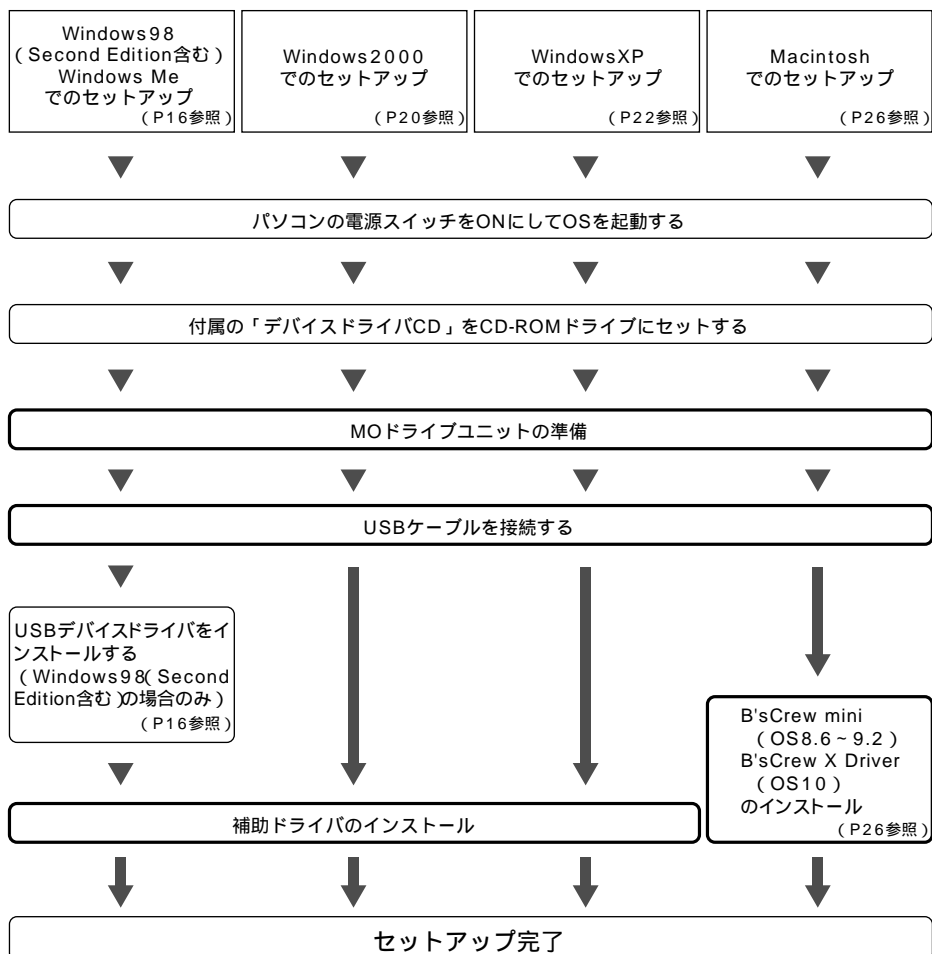 Windows98
（Second Edition含む）
Windows Me
でのセットアップ
（P16参照）
Windows2000
でのセットアップ
（P20参照）
WindowsXP
でのセットアップ
（P22参照）
Macintosh
でのセットアップ
（P26参照）
パソコンの電源スイッチをONにしてOSを起動する
付属の「デバイスドライバCD」をCD-ROMドライブにセットする
MOドライブユニットの準備
USBケーブルを接続する
USBデバイスドライバをイ
ンストールする
（Windows98（Second
Edition含む）の場合のみ）
（P16参照）
B'sCrew mini
（OS8.6～9.2）
B'sCrew X Driver
（OS10）
のインストール
（P26参照）
補助ドライバのインストール
セットアップ完了